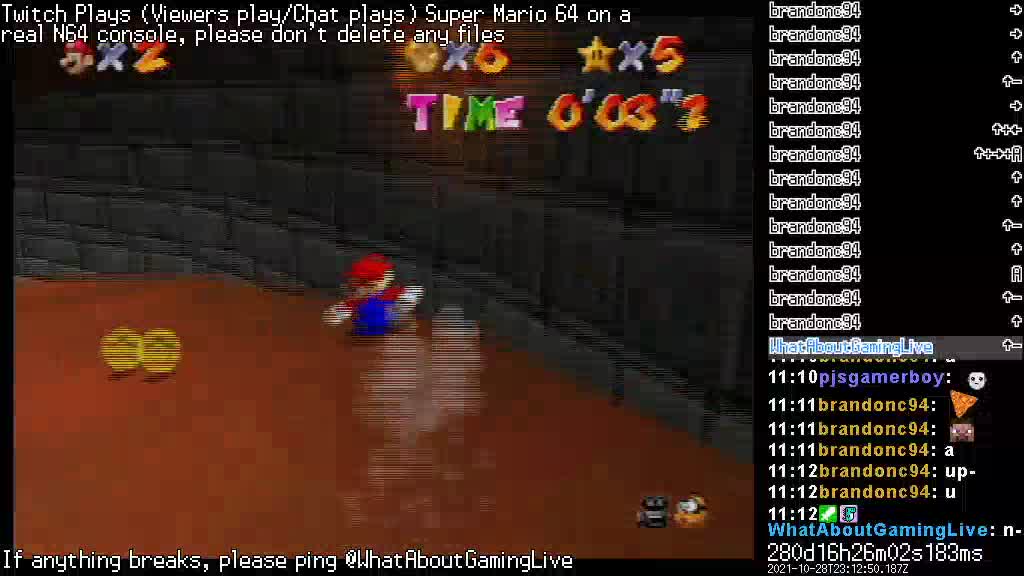 Twitch Plays (Viewers play/Chat plays) Super Mario 64 on a
real N64 console, please don't delete any files
x2 x6 x5
TIME 0'03"?
brandonc94 →
brandonc94 →
brandonc94 ↑
brandonc94 ↑-
brandonc94 →
brandonc94
brandonc94
brandonc94 ↑
brandonc94 ↑
brandonc94 ↑-
brandonc94 ↑
brandonc94 A
brandonc94 ↑-
brandonc94 ↑
WhatAboutGamingLive ↑-
11:10 pjsgamerboy:
11:11 brandonc94:
11:11 brandonc94:
11:11 brandonc94: a
11:12 brandonc94: up-
11:12 brandonc94: u
11:12
WhatAboutGamingLive: n-
If anything breaks, please ping @WhatAboutGamingLive
280d16h26m02s183ms
2021-10-28T23:12:50.187Z